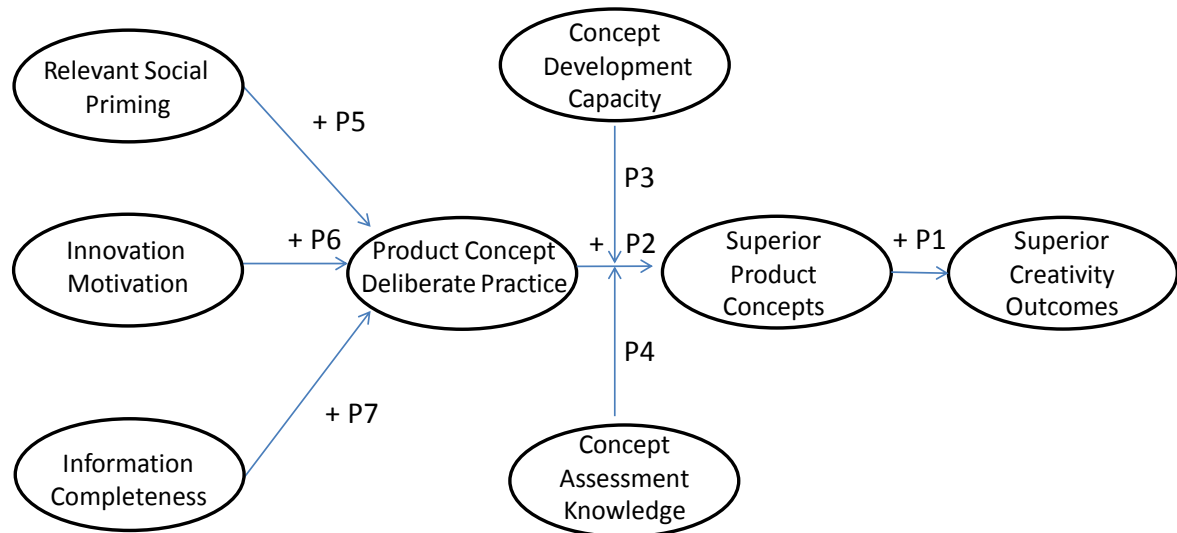 Relevant Social
Priming
Concept
Development
Capacity
+ P5
P3
Innovation
Motivation
+ P6
Product Concept
Deliberate Practice
+ P2
Superior
Product
Concepts
+ P1
Superior
Creativity
Outcomes
P4
+ P7
Information
Completeness
Concept
Assessment
Knowledge